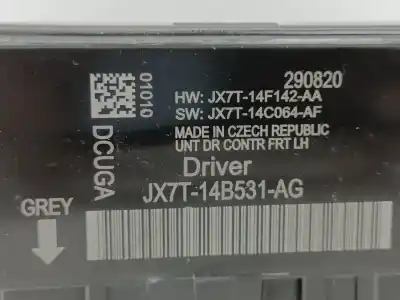 01010
290820
HW: JX7T-14F142-AA
SW: JX7T-14C064-AF
MADE IN CZECH REPUBLIC
UNT DR CONTR FRT LH
DCUGA
Driver
JX7T-14B531-AG
GREY